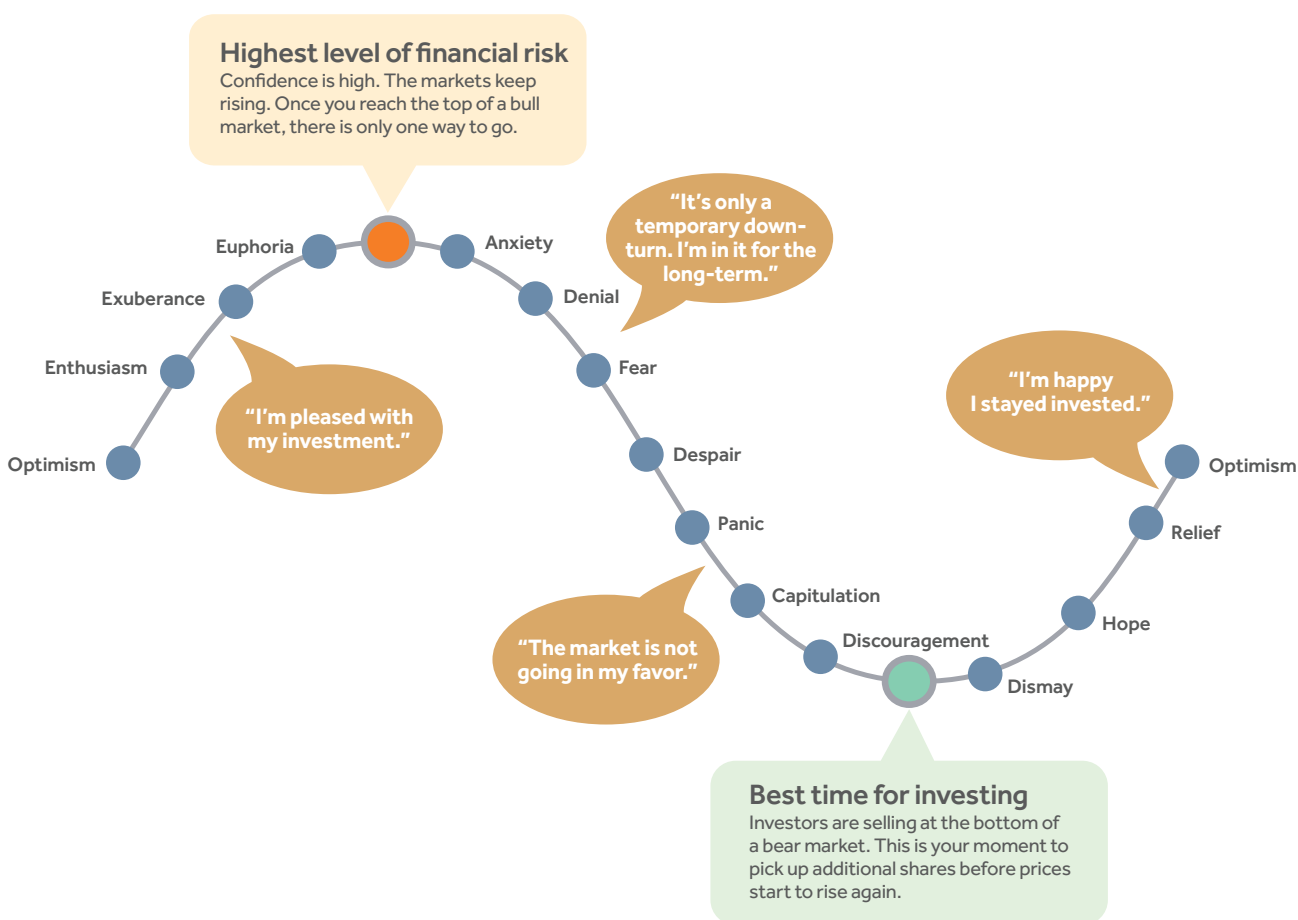 Highest level of financial risk
Confidence is high. The markets keep
rising. Once you reach the top of a bull
market, there is only one way to go.
“It’s only a
temporary down-
turn. I’m in it for the
long-term.”
Euphoria
Anxiety
Exuberance
Denial
Enthusiasm
Fear
“I’m pleased with
my investment.”
“I’m happy
I stayed invested.”
Optimism
Despair
Optimism
Panic
Relief
Capitulation
Hope
“The market is not
going in my favor.”
Discouragement
Dismay
Best time for investing
Investors are selling at the bottom of
a bear market. This is your moment to
pick up additional shares before prices
start to rise again.